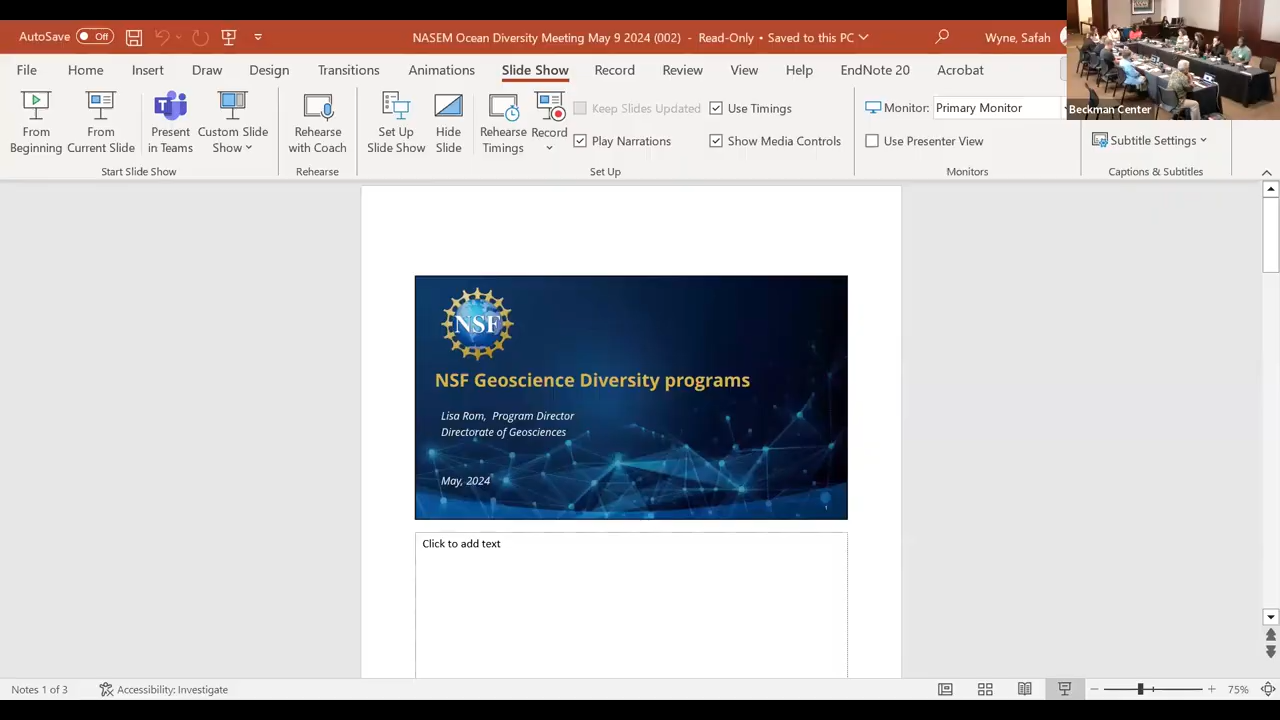 AutoSave Off
NASEM Ocean Diversity Meeting May 9 2024 (002) - Read-Only • Saved to this PC
Wyne, Safah
File Home Insert Draw Design Transitions Animations Slide Show Record Review View Help EndNote 20 Acrobat
From Beginning
From Current Slide
Present in Teams
Custom Slide Show
Start Slide Show
Rehearse with Coach
Rehearse
Set Up Slide Show
Hide Slide
Rehearse Timings
Record
Keep Slides Updated
Play Narrations
Use Timings
Show Media Controls
Set Up
Monitor: Primary Monitor
Use Presenter View
Monitors
Beckman Center
Subtitle Settings
Captions & Subtitles
NSF
NSF Geoscience Diversity programs
Lisa Rom, Program Director
Directorate of Geosciences
May, 2024
1
Click to add text
Notes 1 of 3
Accessibility: Investigate
75%